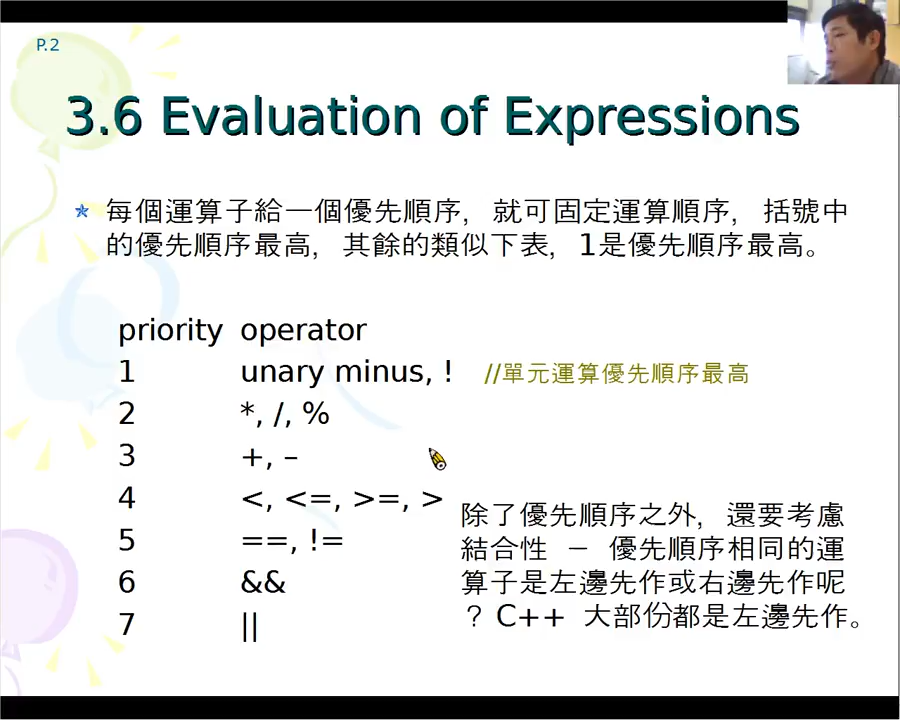 P.2
3.6 Evaluation of Expressions
每個運算子給一個優先順序，就可固定運算順序，括號中
的優先順序最高，其餘的類似下表，1是優先順序最高。
priority operator
1 unary minus, ! //單元運算優先順序最高
2 *, /, %
3 +, –
4 <, <=, >=, >
5 ==, !=
6 &&
7 ||
除了優先順序之外，還要考慮
結合性 － 優先順序相同的運
算子是左邊先作或右邊先作呢
？C++ 大部份都是左邊先作。